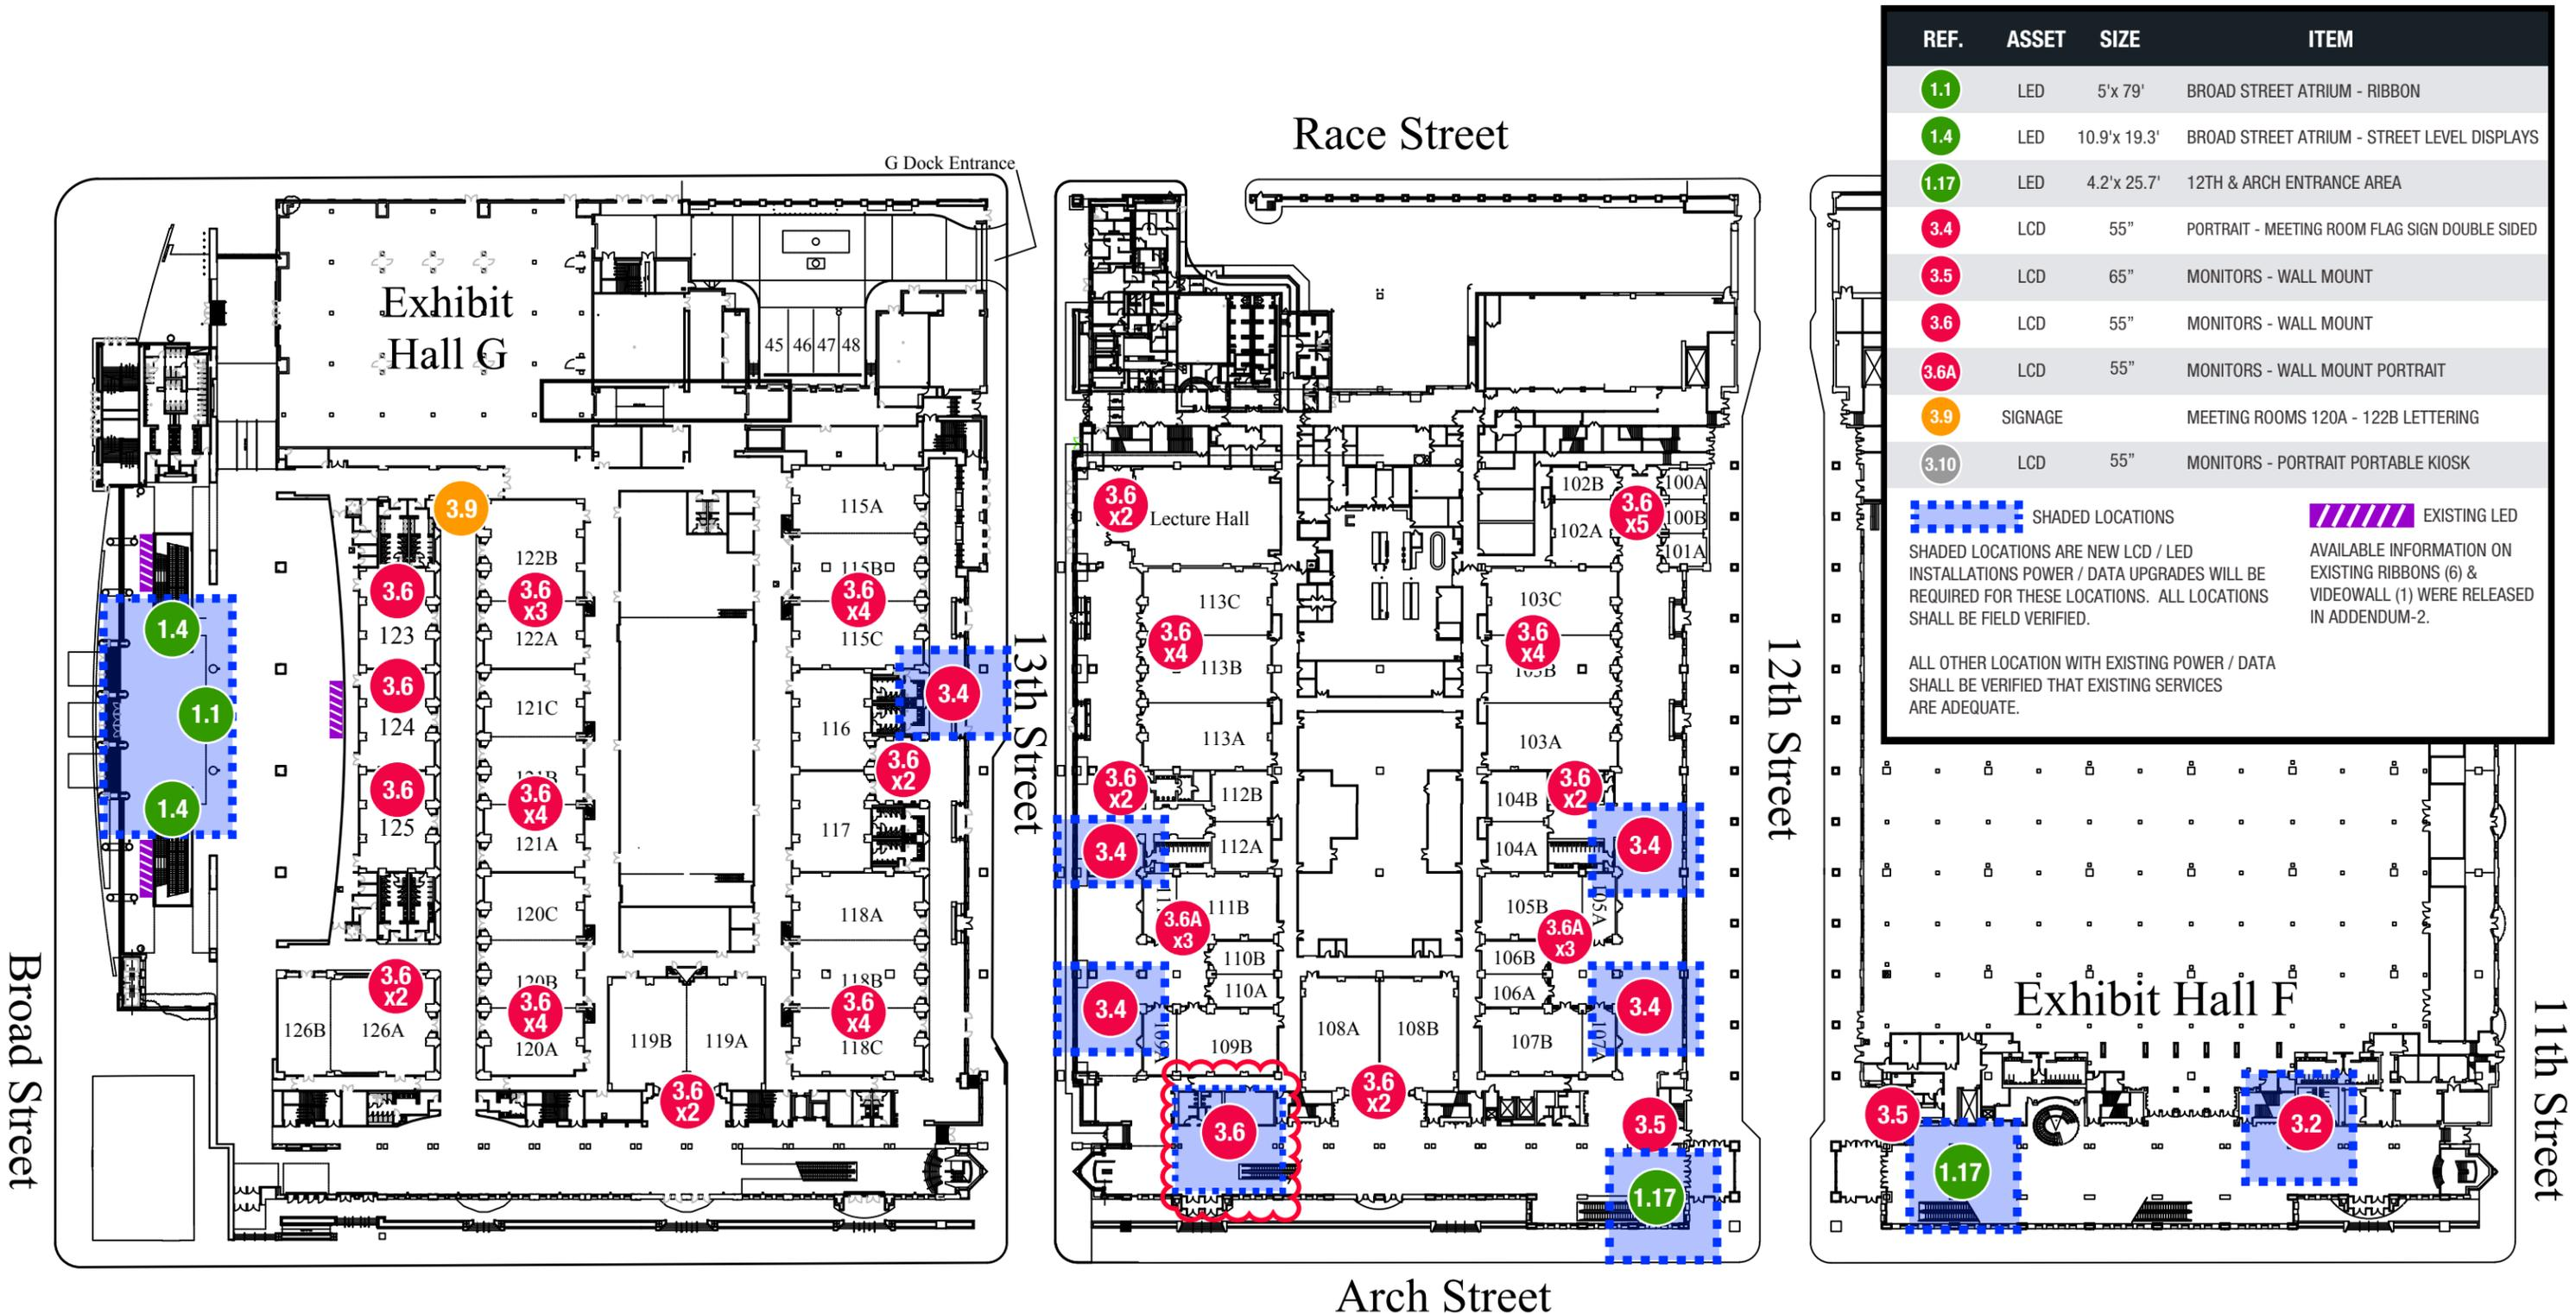 REF. ASSET SIZE ITEM
1.1 LED 5'x 79' BROAD STREET ATRIUM - RIBBON
1.4 LED 10.9'x 19.3' BROAD STREET ATRIUM - STREET LEVEL DISPLAYS
1.17 LED 4.2'x 25.7' 12TH & ARCH ENTRANCE AREA
3.4 LCD 55” PORTRAIT - MEETING ROOM FLAG SIGN DOUBLE SIDED
3.5 LCD 65” MONITORS - WALL MOUNT
3.6 LCD 55” MONITORS - WALL MOUNT
3.6A LCD 55” MONITORS - WALL MOUNT PORTRAIT
3.9 SIGNAGE MEETING ROOMS 120A - 122B LETTERING
3.10 LCD 55” MONITORS - PORTRAIT PORTABLE KIOSK
SHADED LOCATIONS
SHADED LOCATIONS ARE NEW LCD / LED
INSTALLATIONS POWER / DATA UPGRADES WILL BE
REQUIRED FOR THESE LOCATIONS. ALL LOCATIONS
SHALL BE FIELD VERIFIED.
ALL OTHER LOCATION WITH EXISTING POWER / DATA
SHALL BE VERIFIED THAT EXISTING SERVICES
ARE ADEQUATE.
EXISTING LED
AVAILABLE INFORMATION ON
EXISTING RIBBONS (6) &
VIDEOWALL (1) WERE RELEASED
IN ADDENDUM-2.
Race Street
G Dock Entrance
Exhibit
Hall G
45 46 47 48
3.9
122B
3.6
x3
122A
121C
3.6
x4
121A
120C
120B
3.6
x4
120A
3.6
123
3.6
124
3.6
125
3.6
x2
126B
126A
1.4
1.1
1.4
Broad Street
115A
115B
3.6
x4
115C
116
3.4
3.6
x2
117
118A
118B
3.6
x4
118C
119B
119A
3.6
x2
13th Street
3.6
x2
Lecture Hall
113C
3.6
x4
113B
113A
3.6
x2
112B
3.4
112A
111B
3.6A
x3
110B
110A
3.4
109A
109B
3.6
108A
108B
3.6
x2
102B
100A
3.6
x5
100B
102A
101A
103C
3.6
x4
103B
103A
3.6
x2
104B
3.4
104A
105B
105A
3.6A
x3
106B
106A
3.4
107B
107A
3.5
1.17
12th Street
Exhibit Hall F
3.5
1.17
3.2
11th Street
Arch Street